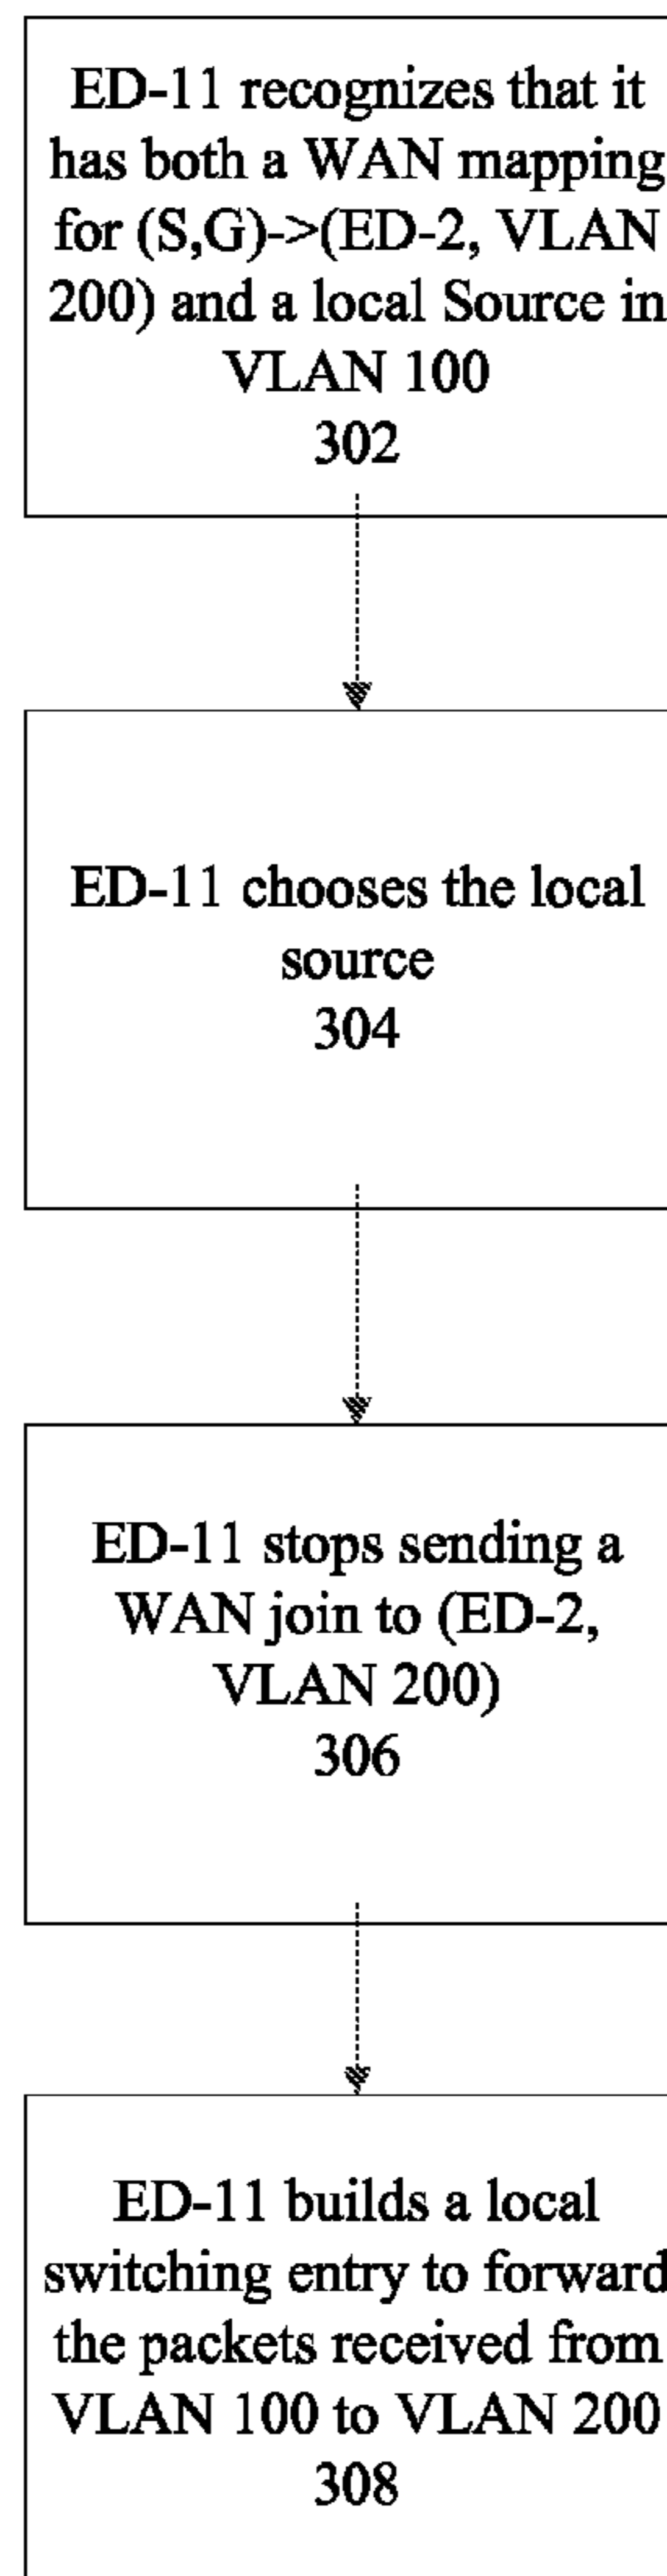 ED-11 recognizes that it
has both a WAN mapping
for (S,G)->(ED-2, VLAN
200) and a local Source in
VLAN 100
302
ED-11 chooses the local
source
304
ED-11 stops sending a
WAN join to (ED-2,
VLAN 200)
306
ED-11 builds a local
switching entry to forward
the packets received from
VLAN 100 to VLAN 200
308